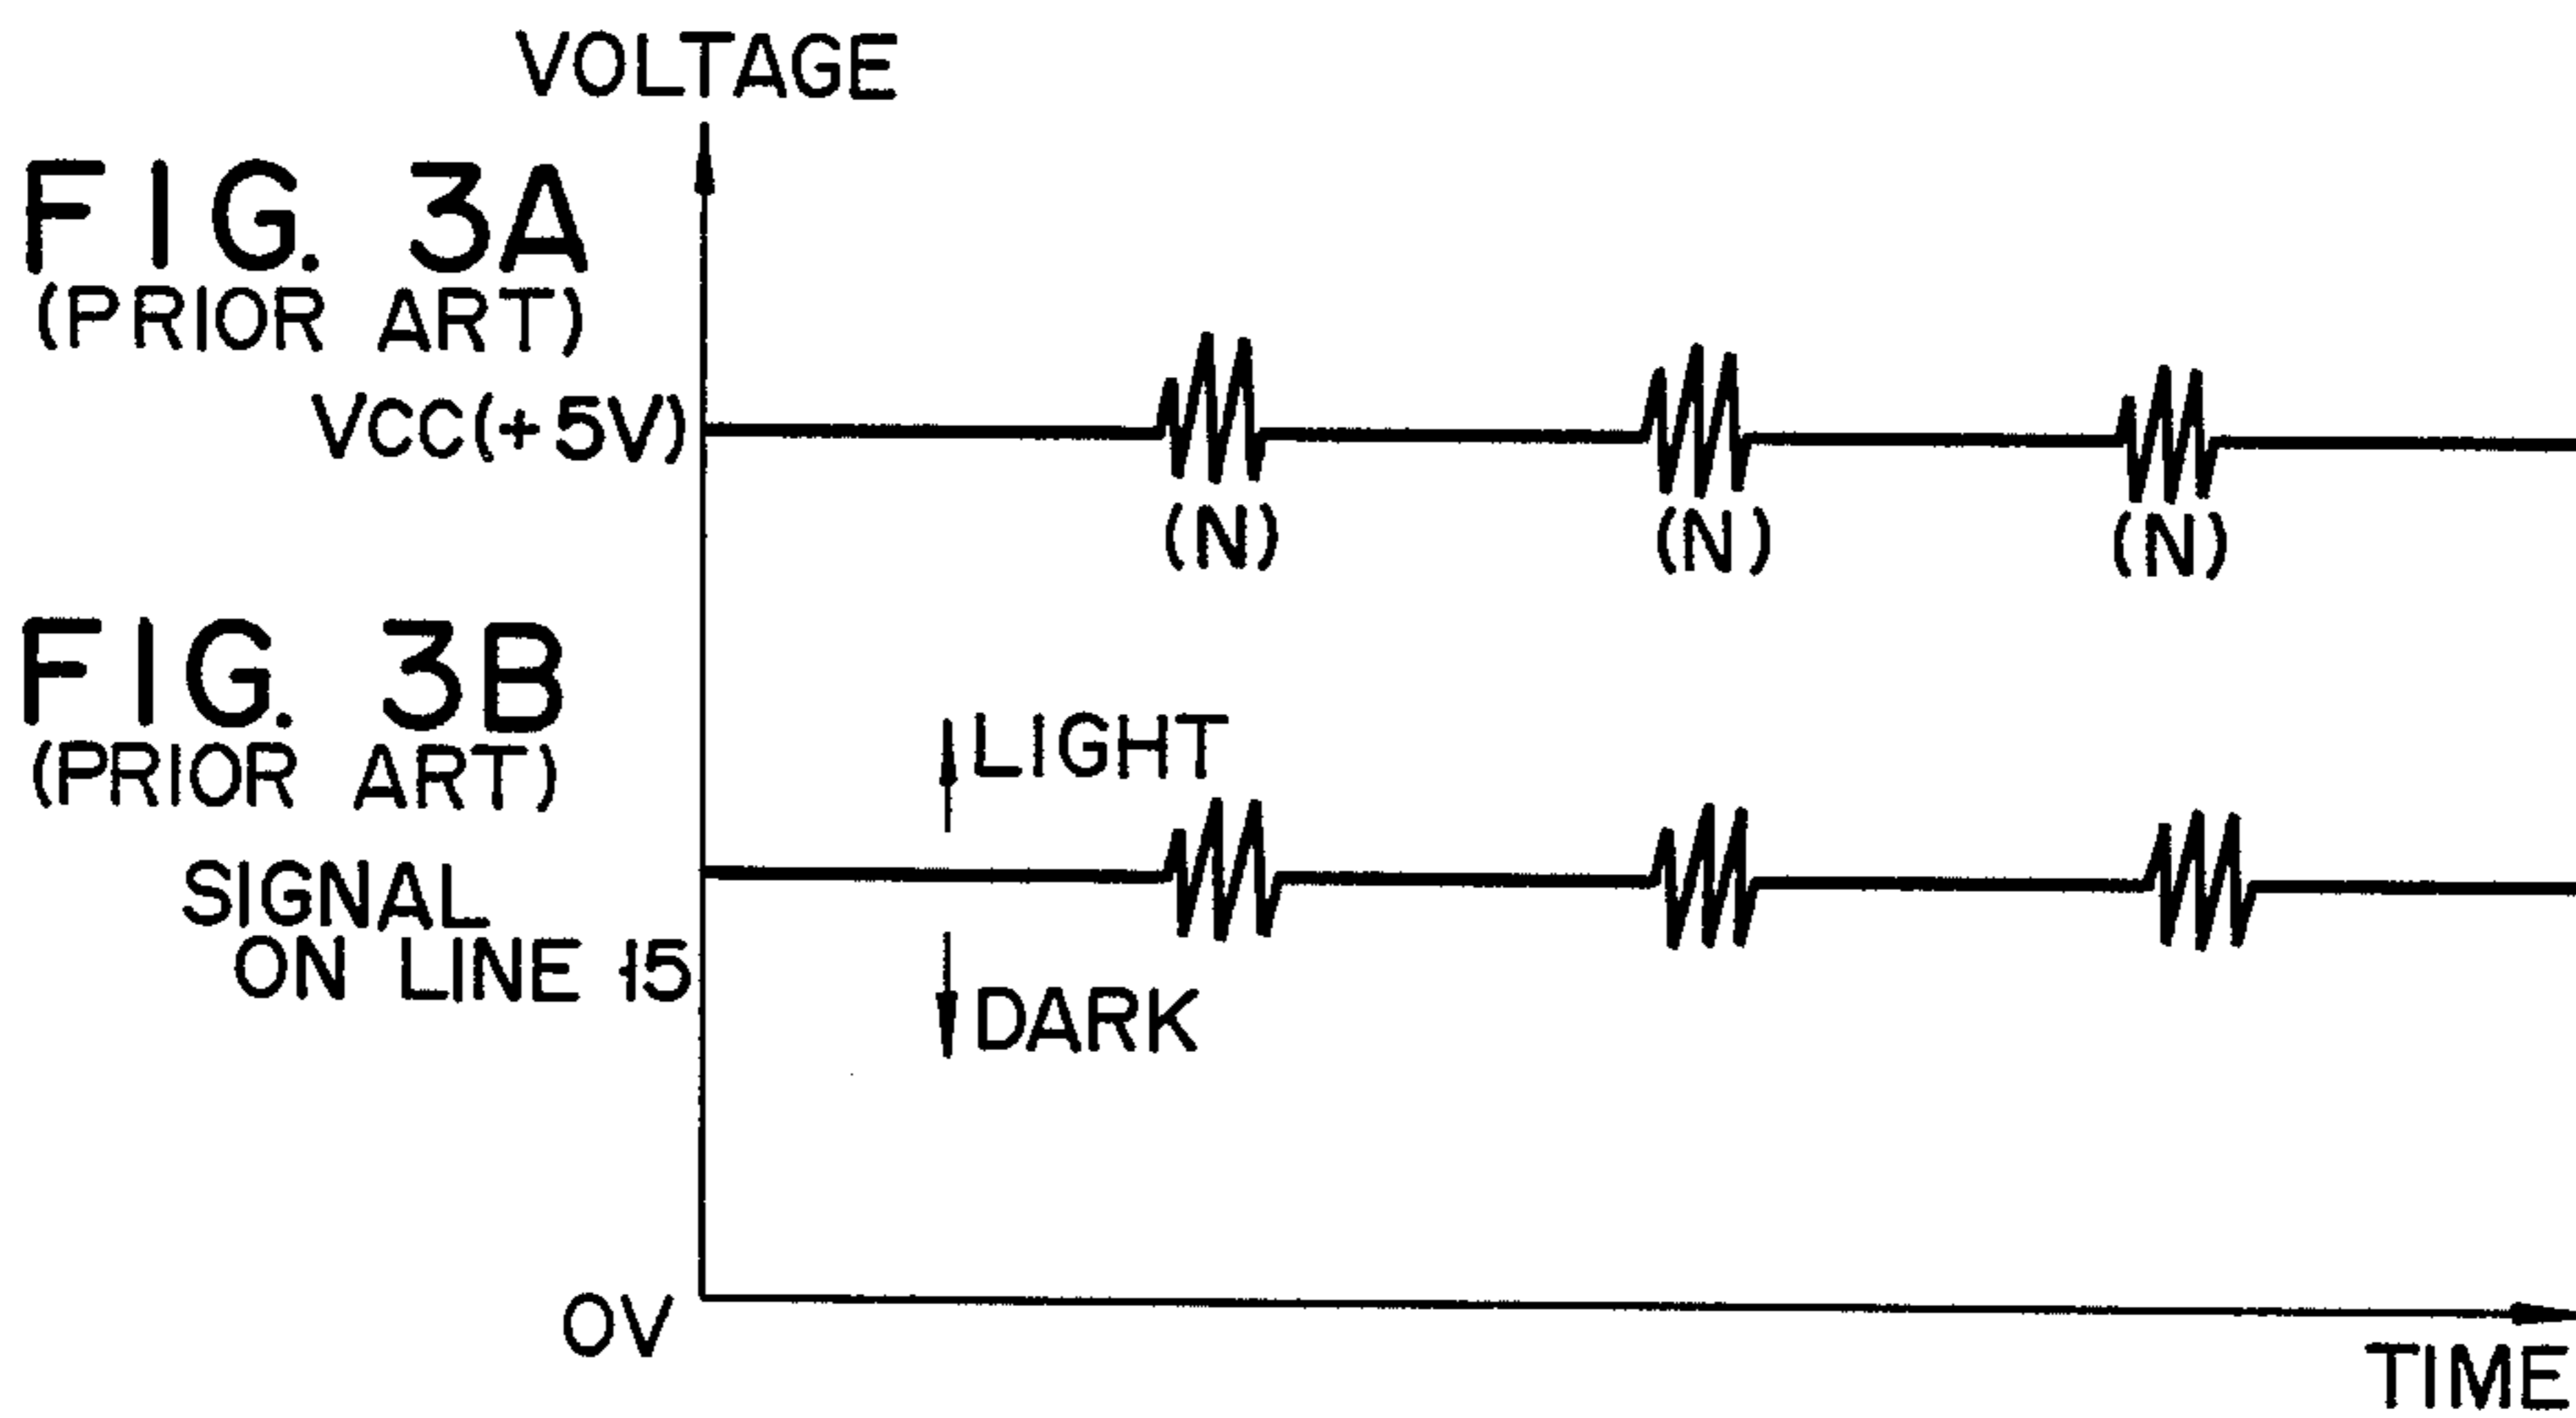 VOLTAGE
FIG. 3A
(PRIOR ART)
VCC(+5V)
(N)
(N)
(N)
FIG. 3B
(PRIOR ART)
LIGHT
SIGNAL
ON LINE 15
DARK
0V
TIME